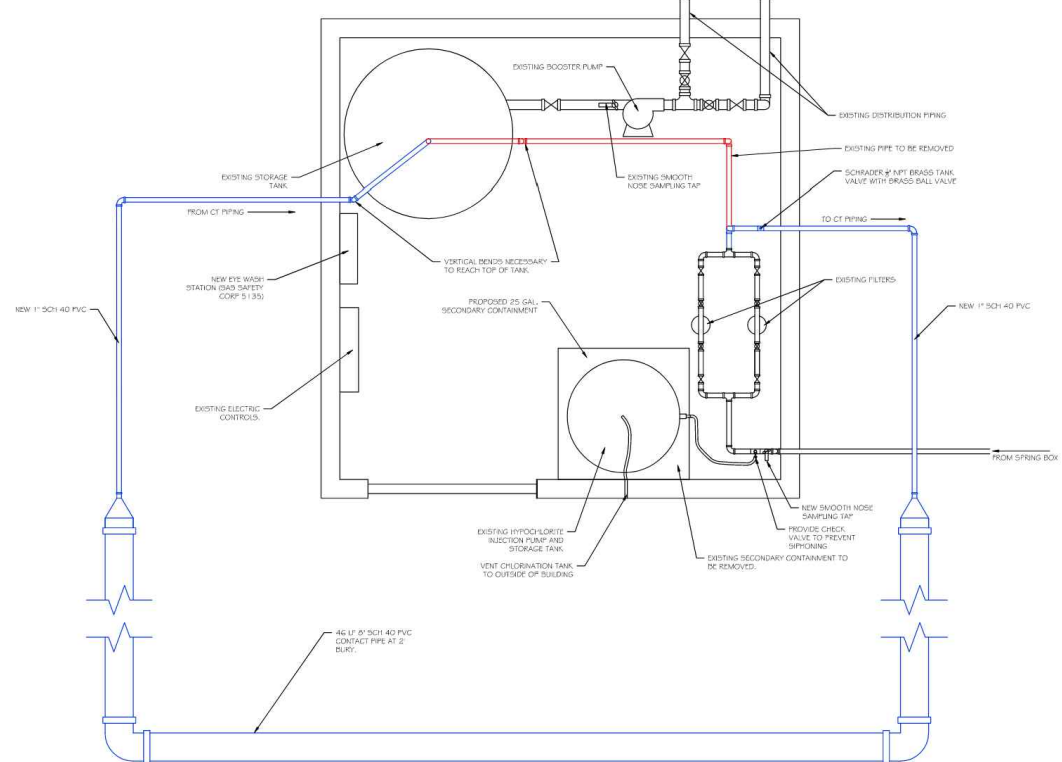 EXISTING BOOSTER PUMP
EXISTING DISTRIBUTION PIPING
EXISTING PIPE TO BE REMOVED
EXISTING STORAGE
TANK
EXISTING SMOOTH
NOSE SAMPLING TAP
SCHRADER NPT BRASS TANK
VALVE WITH BRASS BALL VALVE
FROM CT PIPING
TO CT PIPING
VERTICAL BENDS NECESSARY
TO REACH TOP OF TANK
NEW EYE WASH
STATION (GAS SAFETY
CORP 5135)
EXISTING FILTERS
PROPOSED 25 GAL.
SECONDARY CONTAINMENT
NEW 1" SCH 40 PVC
NEW 1" SCH 40 PVC
EXISTING ELECTRIC
CONTROLS.
FROM SPRING BOX
NEW SMOOTH NOSE
SAMPLING TAP
PROVIDE CHECK
VALVE TO PREVENT
SIPHONING
EXISTING HYPOCHLORITE
INJECTION PUMP AND
STORAGE TANK
EXISTING SECONDARY CONTAINMENT TO
BE REMOVED.
VENT CHLORINATION TANK
TO OUTSIDE OF BUILDING
46 LF 8" SCH 40 PVC
CONTACT PIPE AT 2
BURY.